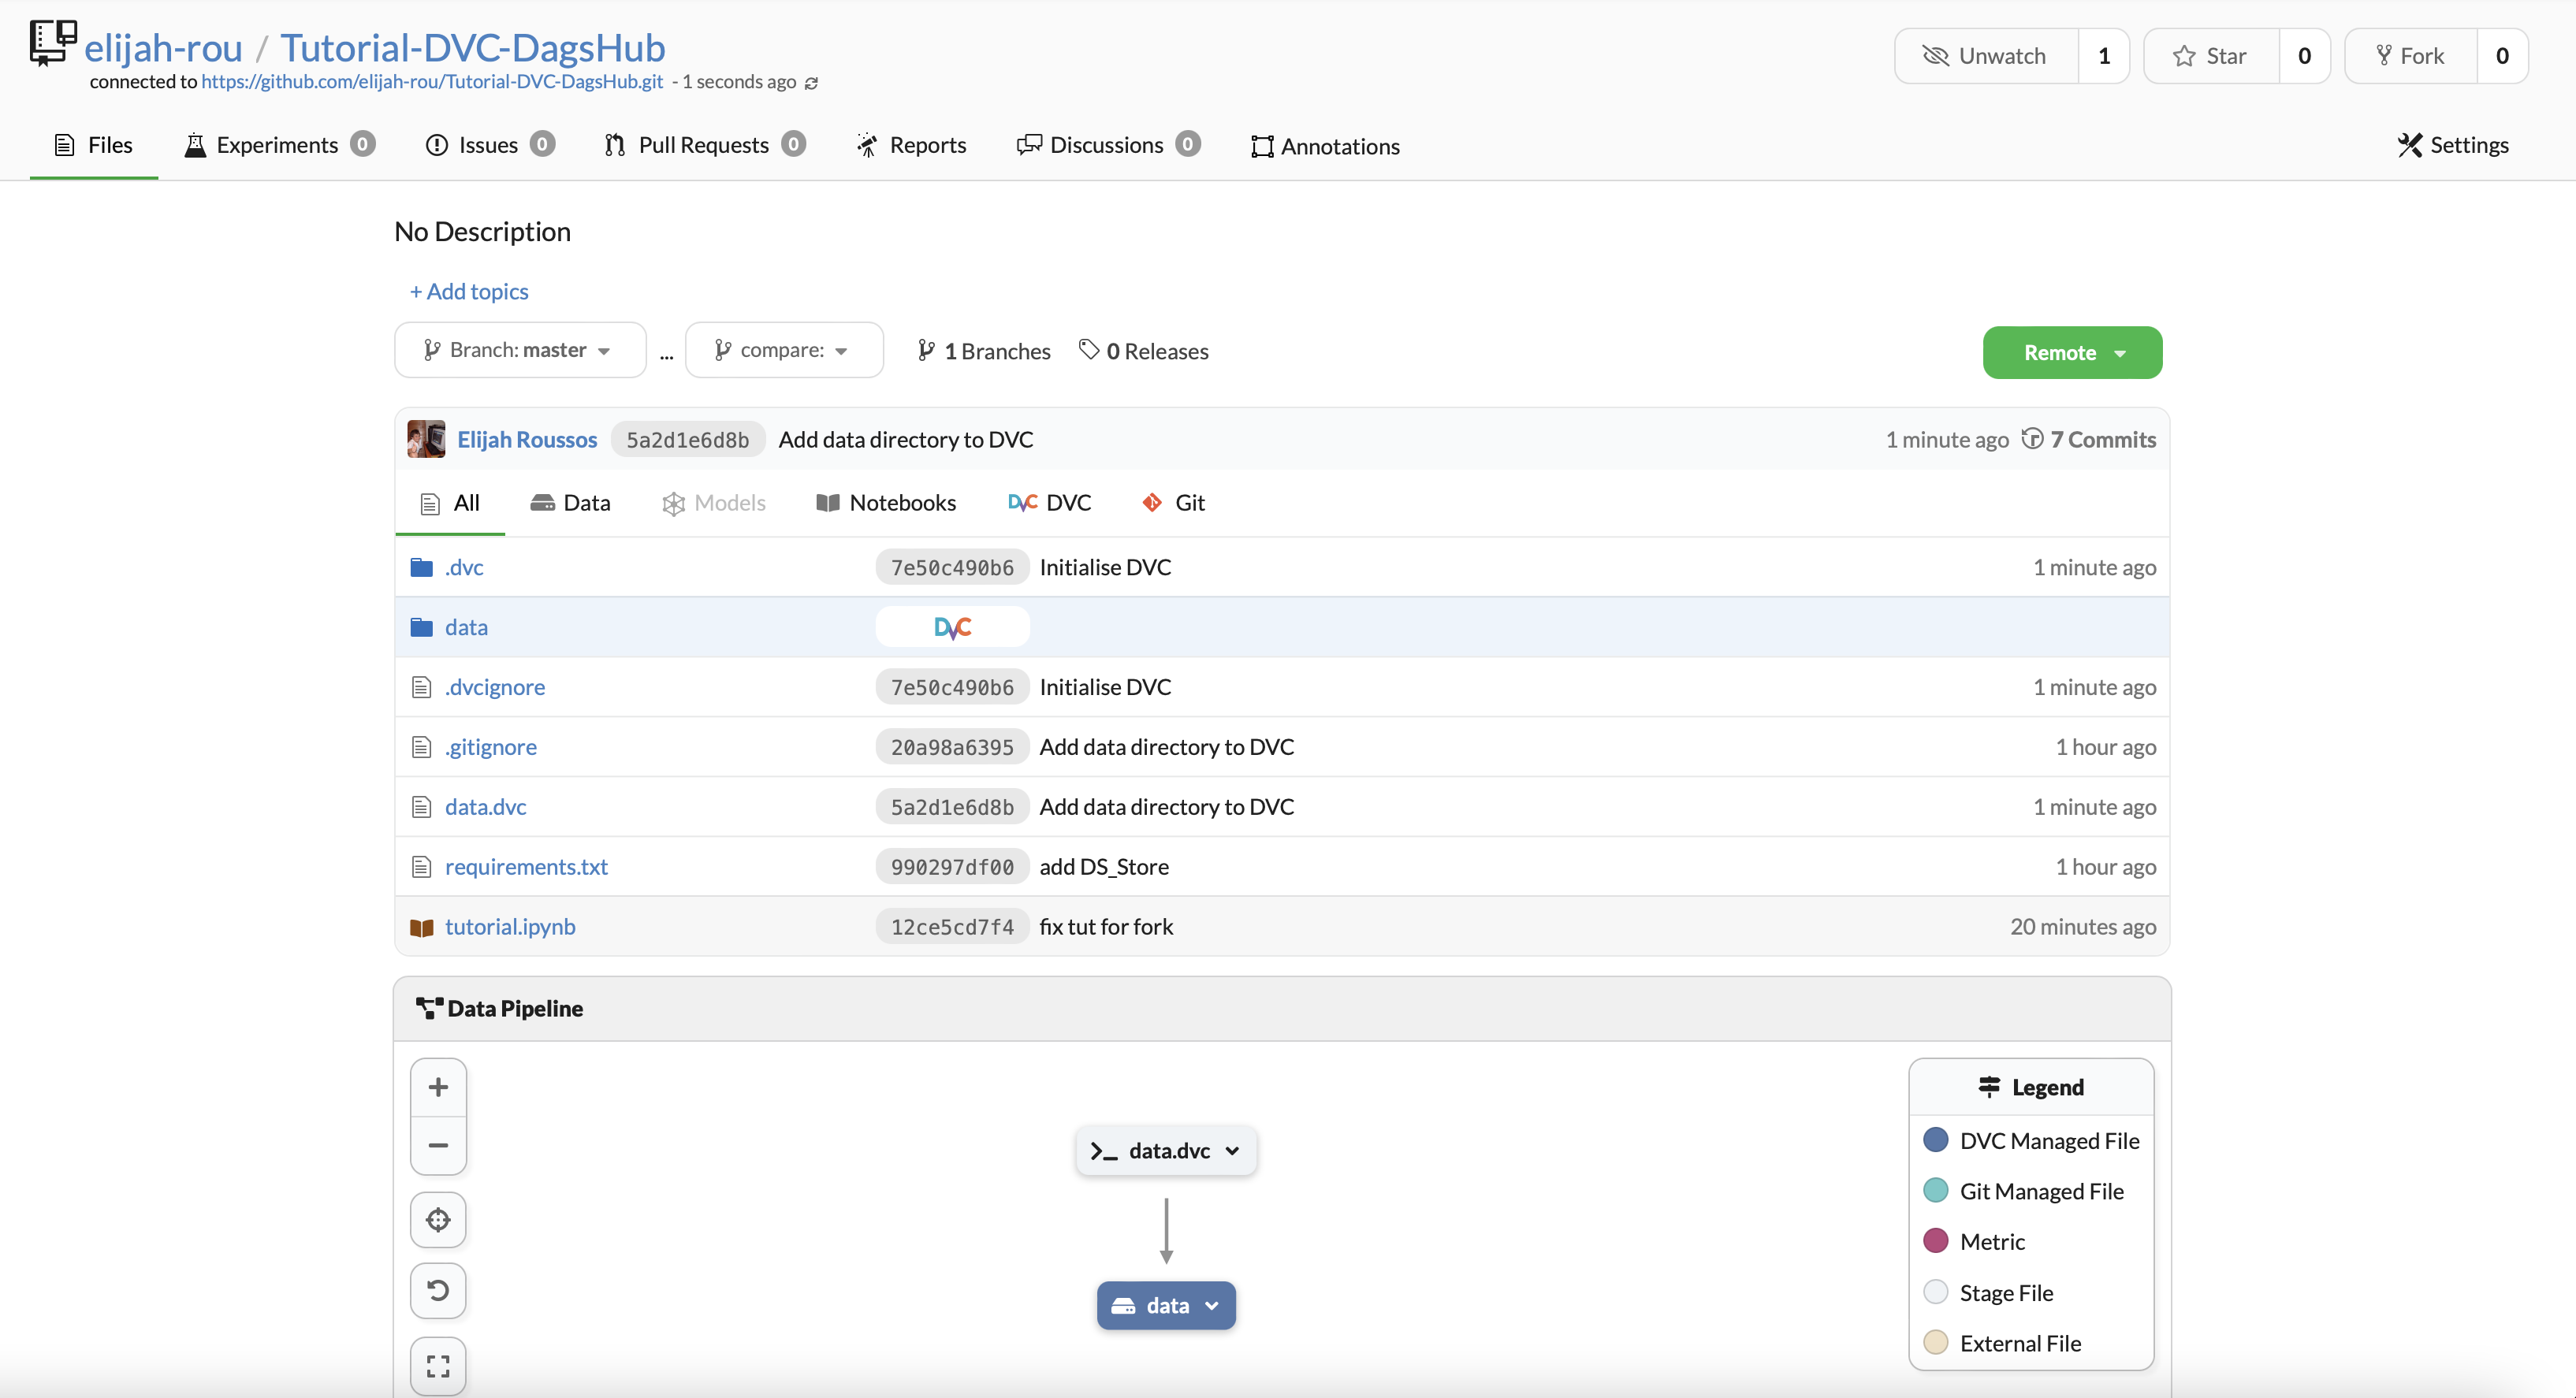 elijah-rou / Tutorial-DVC-DagsHub
Unwatch 1 Star 0 Fork 0
connected to https://github.com/elijah-rou/Tutorial-DVC-DagsHub.git - 1 seconds ago
Files Experiments 0 Issues 0 Pull Requests 0 Reports Discussions 0 Annotations Settings
No Description
+ Add topics
Branch: master ... compare: 1 Branches 0 Releases Remote
Elijah Roussos 5a2d1e6d8b Add data directory to DVC 1 minute ago 7 Commits
All Data Models Notebooks DVC DVC Git
.dvc 7e50c490b6 Initialise DVC 1 minute ago
data DVC
.dvcignore 7e50c490b6 Initialise DVC 1 minute ago
.gitignore 20a98a6395 Add data directory to DVC 1 hour ago
data.dvc 5a2d1e6d8b Add data directory to DVC 1 minute ago
requirements.txt 990297df00 add DS_Store 1 hour ago
tutorial.ipynb 12ce5cd7f4 fix tut for fork 20 minutes ago
Data Pipeline
data.dvc
data
Legend
DVC Managed File
Git Managed File
Metric
Stage File
External File